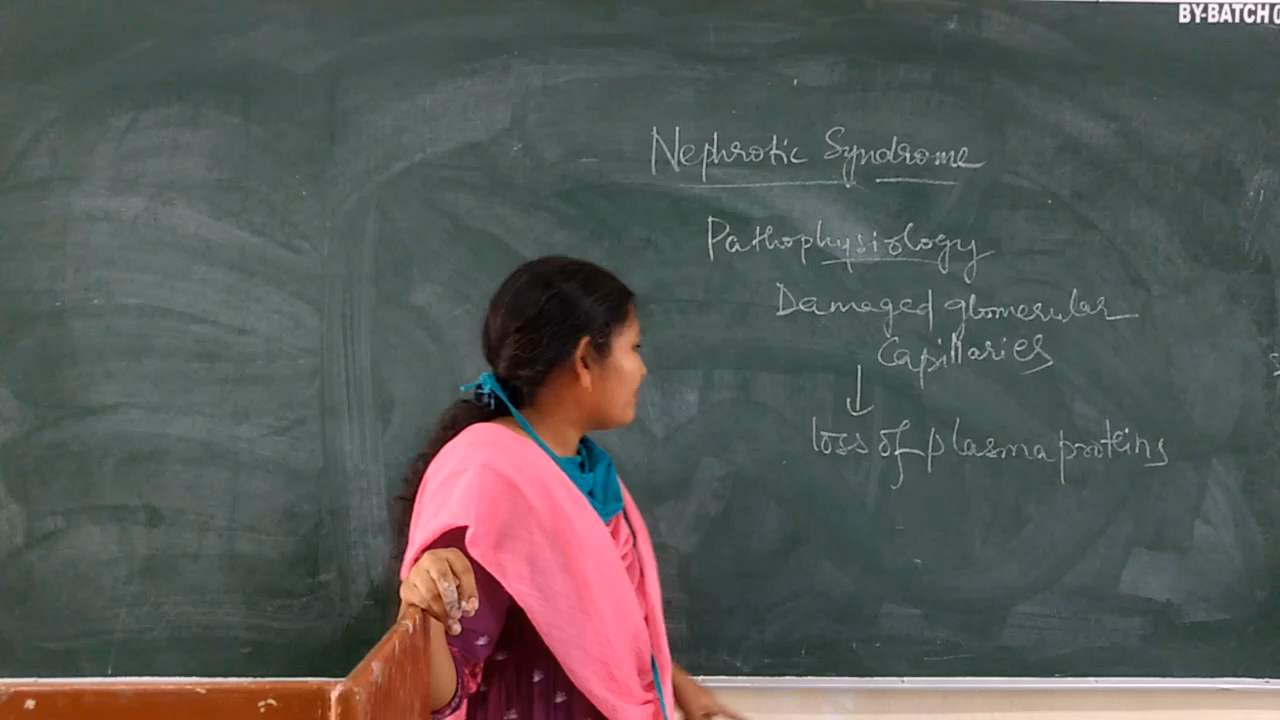 BY-BATCH
Nephrotic Syndrome
Pathophysiology
Damaged glomerular
Capillaries
↓
loss of plasma proteins